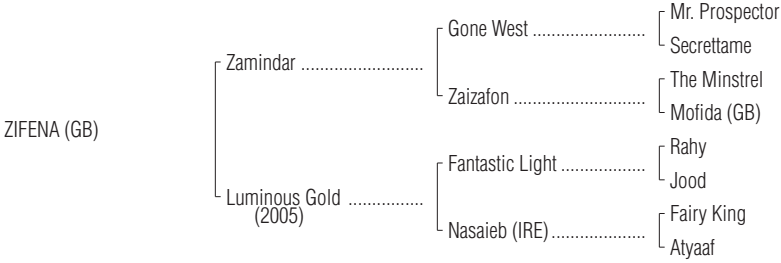 Mr. Prospector
Gone West ........................
Secrettame
Zamindar ..........................
The Minstrel
Zaizafon ............................
Mofida (GB)
ZIFENA (GB)
Rahy
Fantastic Light ..................
Jood
Luminous Gold ................
(2005)
Fairy King
Nasaieb (IRE)....................
Atyaaf